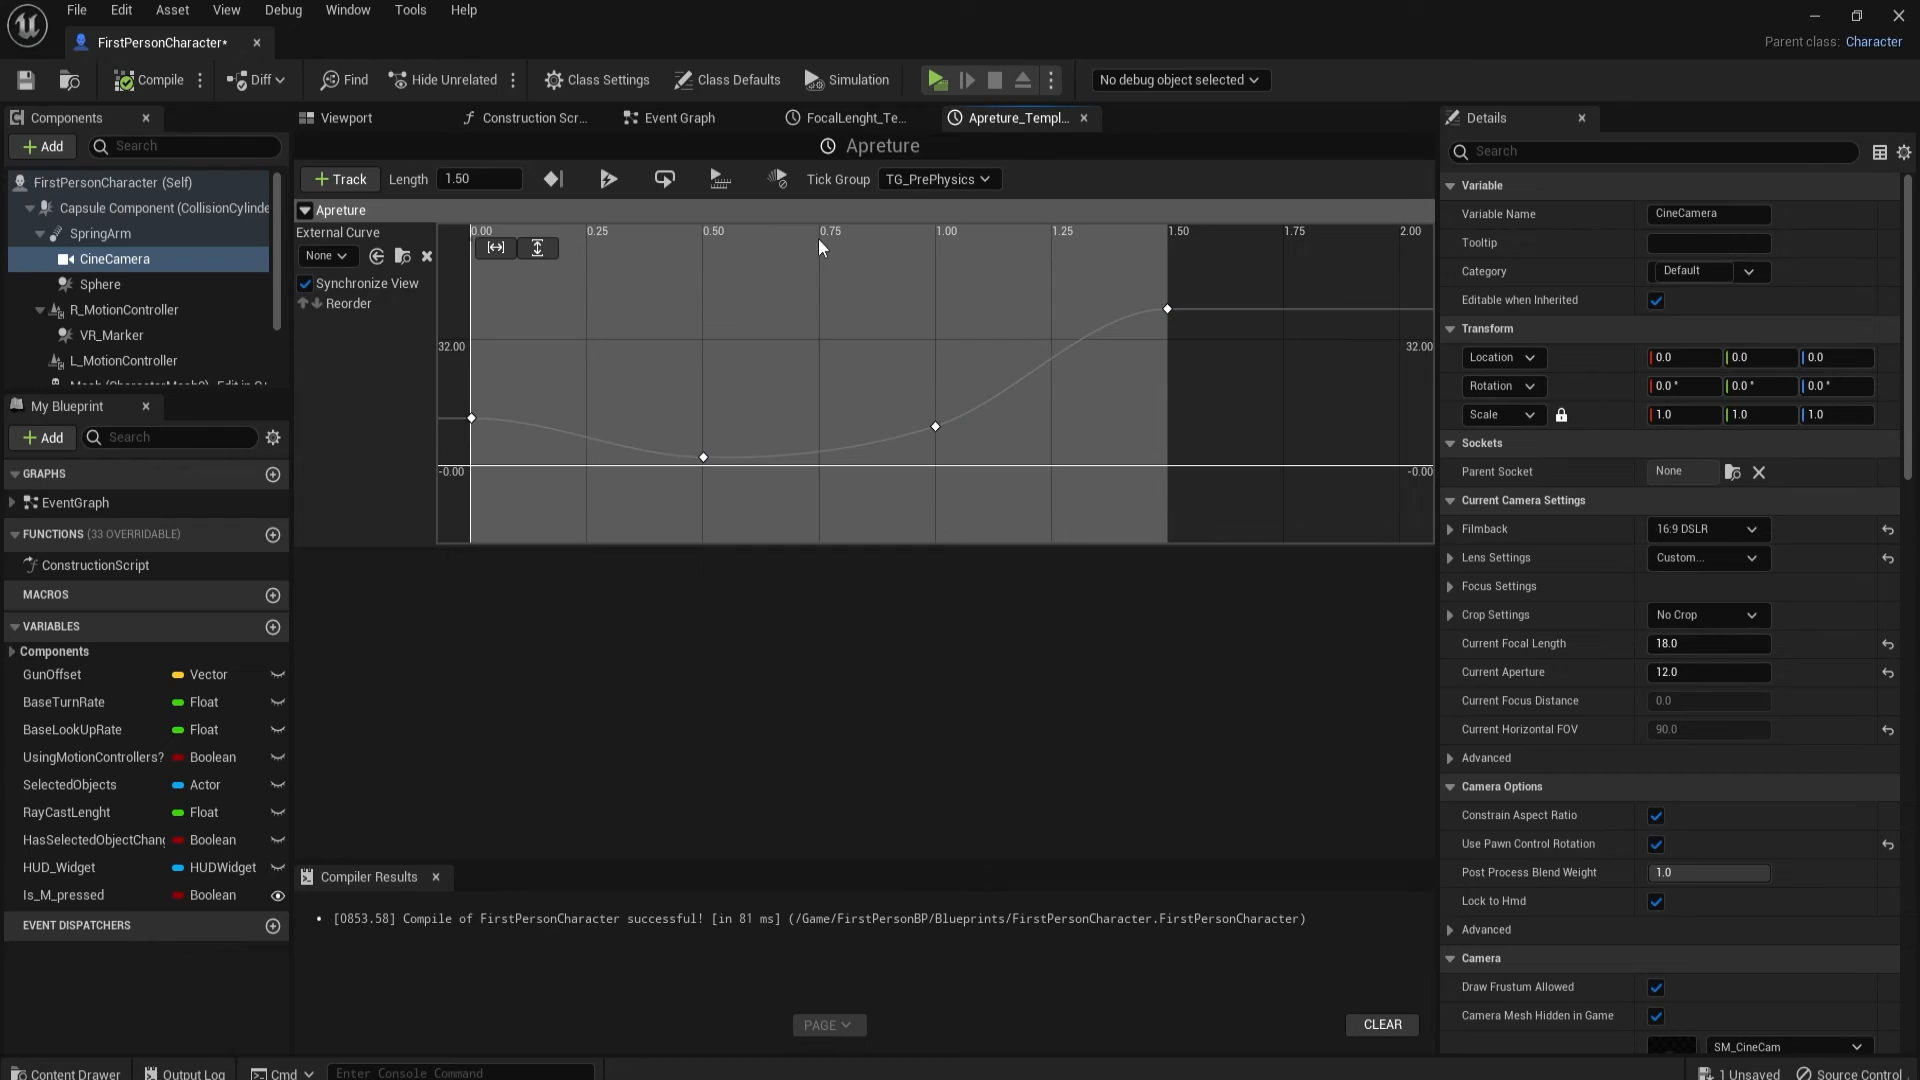 File Edit Asset View Debug Window Tools Help
FirstPersonCharacter*
Parent class: Character
Compile Diff Find Hide Unrelated Class Settings Class Defaults Simulation No debug object selected
Components
Add Search
FirstPersonCharacter (Self)
Capsule Component (CollisionCylinde
SpringArm
CineCamera
Sphere
R_MotionController
VR_Marker
L_MotionController
My Blueprint
Add Search
GRAPHS
EventGraph
FUNCTIONS (33 OVERRIDABLE)
ConstructionScript
MACROS
VARIABLES
Components
GunOffset Vector
BaseTurnRate Float
BaseLookUpRate Float
UsingMotionControllers? Boolean
SelectedObjects Actor
RayCastLenght Float
HasSelectedObjectChang Boolean
HUD_Widget HUDWidget
Is_M_pressed Boolean
EVENT DISPATCHERS
Viewport Construction Scr... Event Graph FocalLenght_Te... Apreture_Templ...
Apreture
Track Length 1.50 Tick Group TG_PrePhysics
Apreture
External Curve
None
Synchronize View
Reorder
0.00 0.25 0.50 0.75 1.00 1.25 1.50 1.75 2.00
32.00 32.00
-0.00 -0.00
Compiler Results
[0853.58] Compile of FirstPersonCharacter successful! [in 81 ms] (/Game/FirstPersonBP/Blueprints/FirstPersonCharacter.FirstPersonCharacter)
PAGE
CLEAR
Details
Search
Variable
Variable Name CineCamera
Tooltip
Category Default
Editable when Inherited
Transform
Location 0.0 0.0 0.0
Rotation 0.0 ° 0.0 ° 0.0 °
Scale 1.0 1.0 1.0
Sockets
Parent Socket None
Current Camera Settings
Filmback 16:9 DSLR
Lens Settings Custom...
Focus Settings
Crop Settings No Crop
Current Focal Length 18.0
Current Aperture 12.0
Current Focus Distance 0.0
Current Horizontal FOV 90.0
Advanced
Camera Options
Constrain Aspect Ratio
Use Pawn Control Rotation
Post Process Blend Weight 1.0
Lock to Hmd
Advanced
Camera
Draw Frustum Allowed
Camera Mesh Hidden in Game
SM_CineCam
Content Drawer Output Log Cmd Enter Console Command 1 Unsaved Source Control